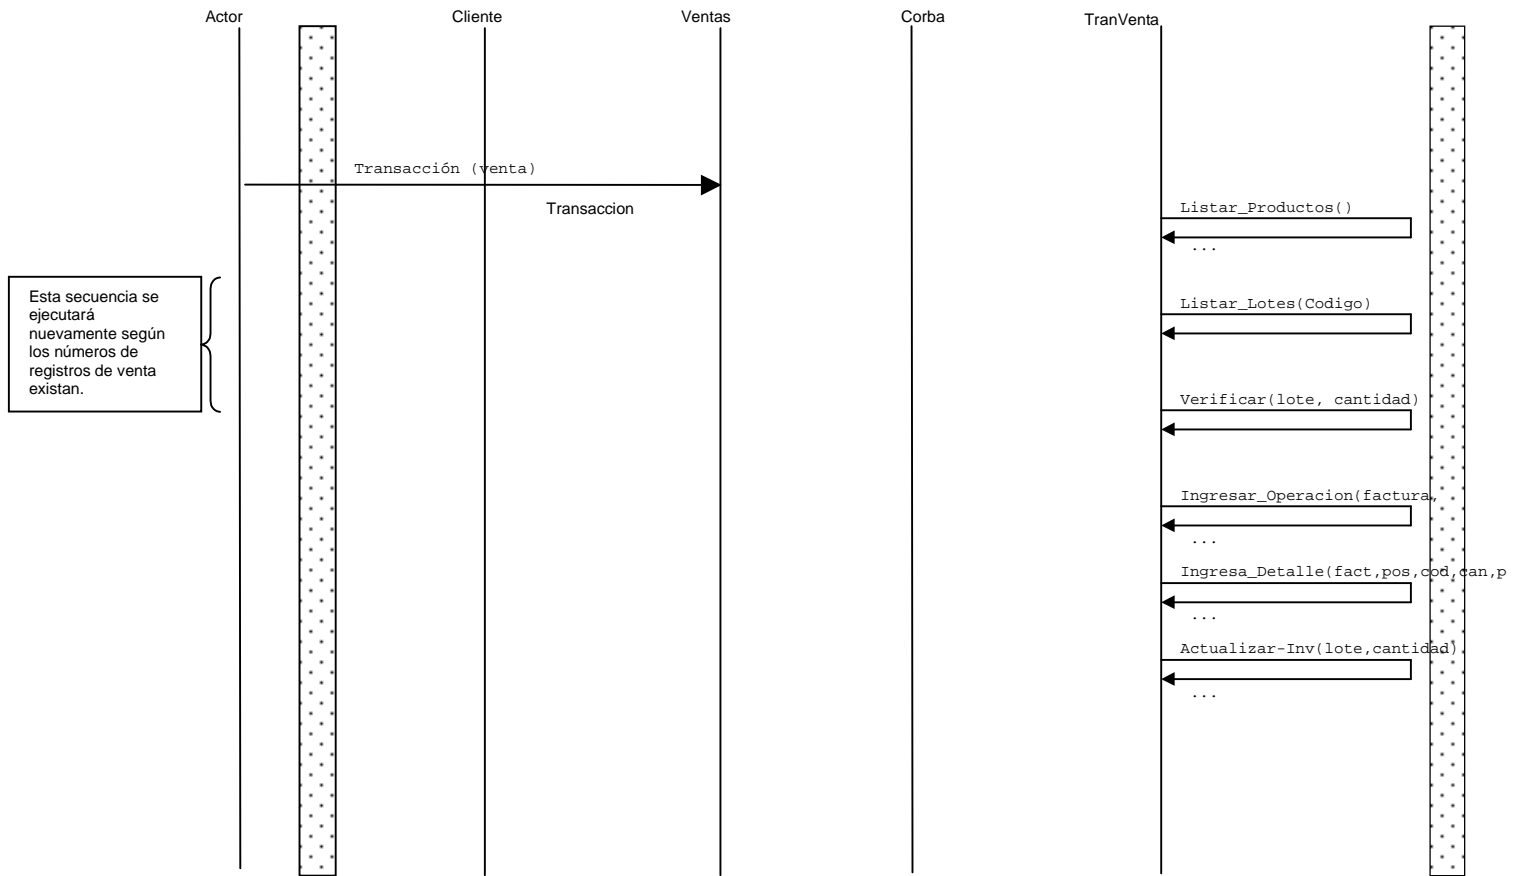 Actor
Cliente
Ventas
Corba
TranVenta
Transacción (venta)
Transaccion
Listar_Productos()
...
Esta secuencia se
ejecutará
nuevamente según
los números de
registros de venta
existan.
Listar_Lotes(Codigo)
Verificar(lote, cantidad)
Ingresar_Operacion(factura,
...
Ingresa_Detalle(fact,pos,cod,can,p
...
Actualizar-Inv(lote,cantidad)
...